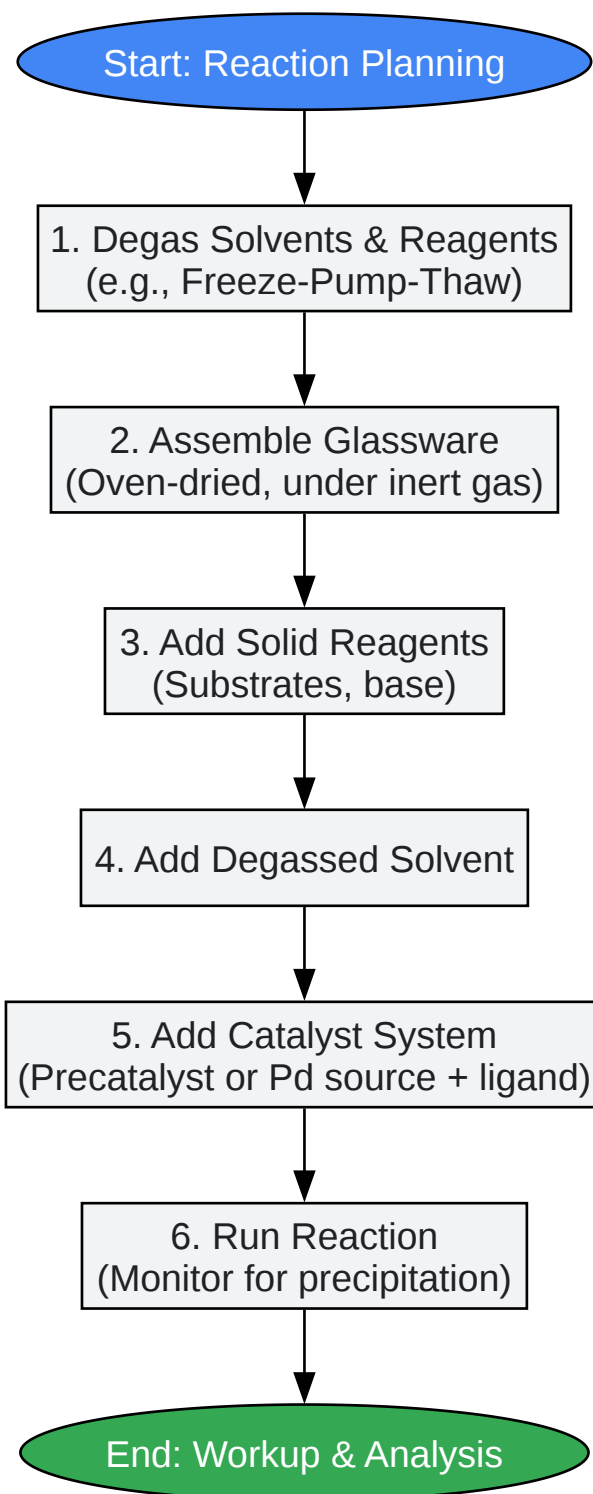 Start: Reaction Planning
1. Degas Solvents & Reagents
(e.g., Freeze-Pump-Thaw)
2. Assemble Glassware
(Oven-dried, under inert gas)
3. Add Solid Reagents
(Substrates, base)
4. Add Degassed Solvent
5. Add Catalyst System
(Precatalyst or Pd source + ligand)
6. Run Reaction
(Monitor for precipitation)
End: Workup & Analysis